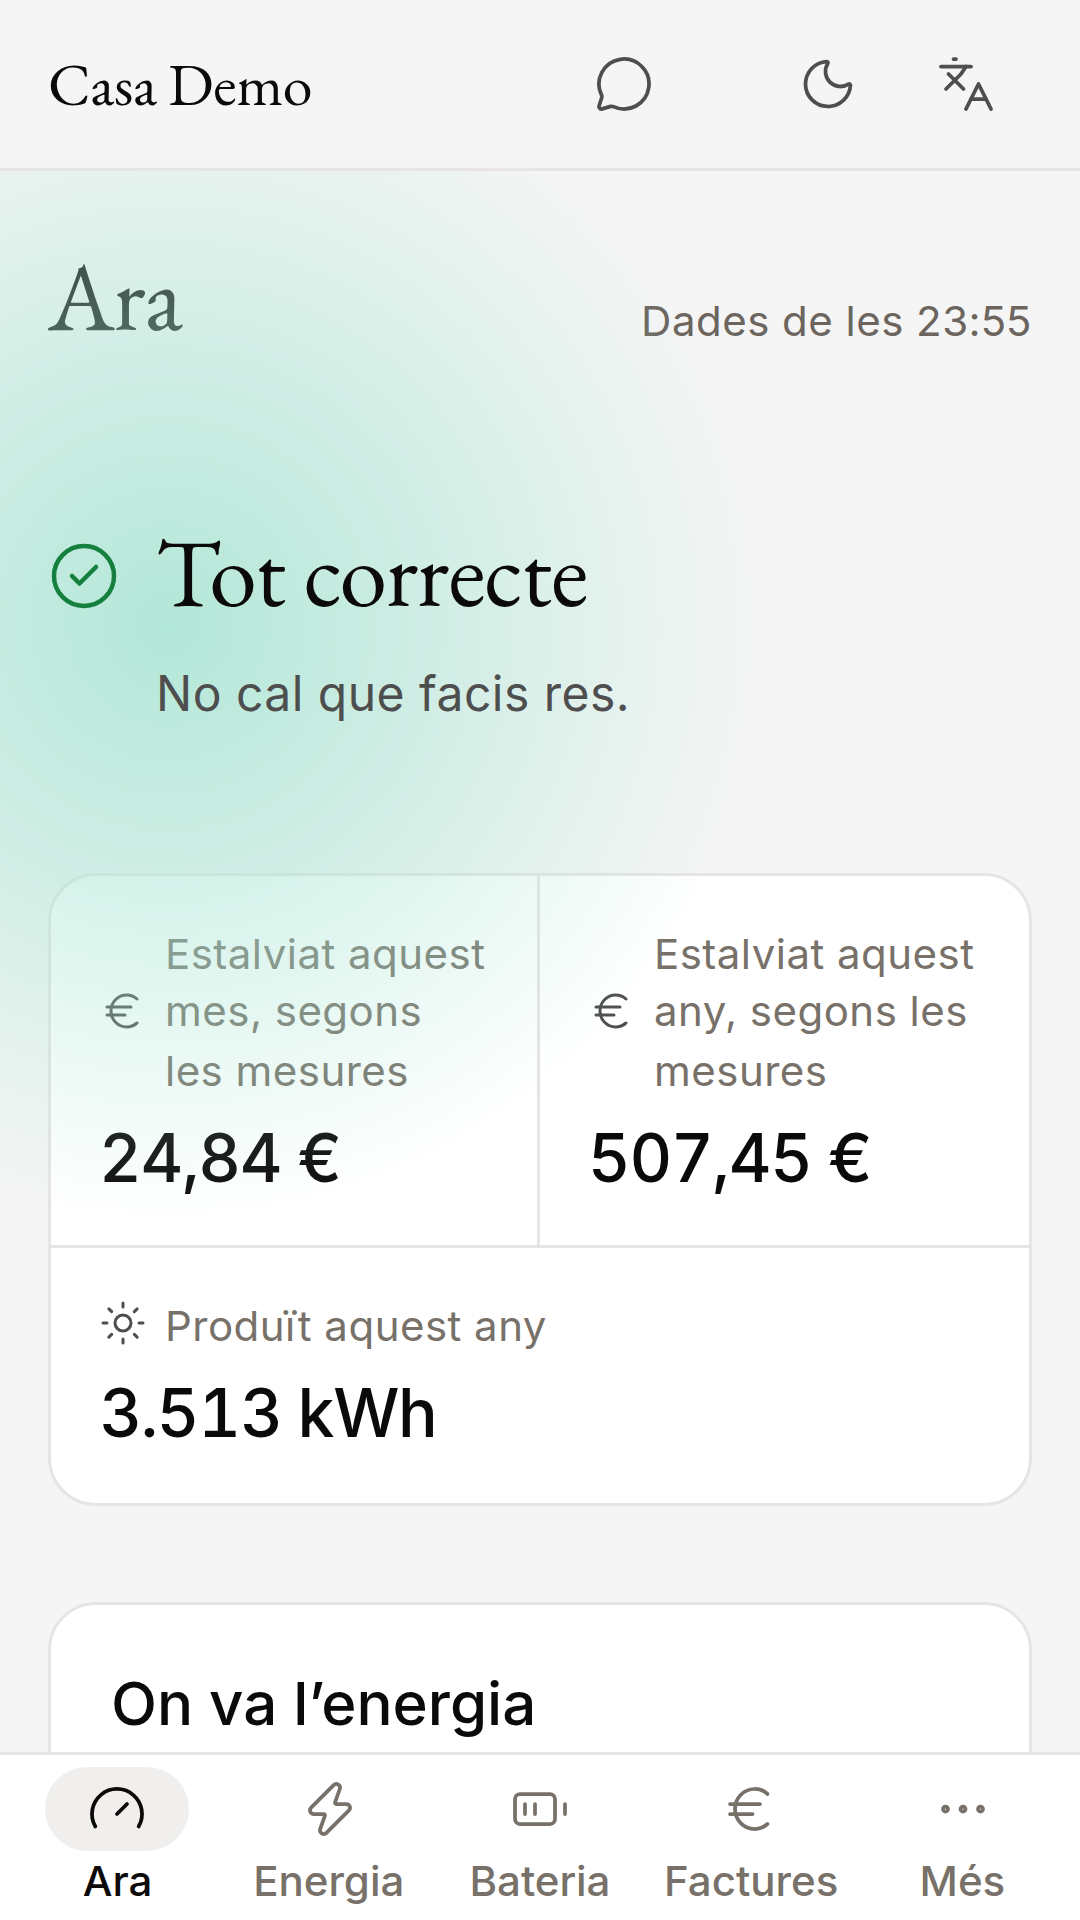 Casa Demo
Ara
Dades de les 23:55
Tot correcte
No cal que facis res.
Estalviat aquest
mes, segons
les mesures
24,84 €
Estalviat aquest
any, segons les
mesures
507,45 €
Produït aquest any
3.513 kWh
On va l’energia
Ara
Energia
Bateria
Factures
Més